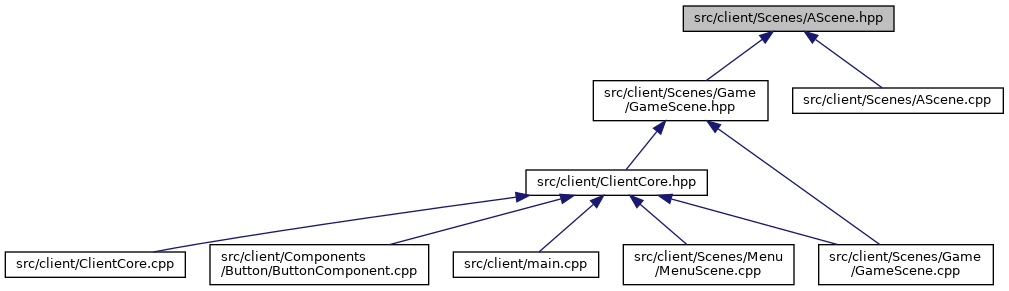 src/client/Scenes/AScene.hpp
src/client/Scenes/Game
/GameScene.hpp
src/client/Scenes/AScene.cpp
src/client/ClientCore.hpp
src/client/ClientCore.cpp
src/client/Components
/Button/ButtonComponent.cpp
src/client/main.cpp
src/client/Scenes/Menu
/MenuScene.cpp
src/client/Scenes/Game
/GameScene.cpp